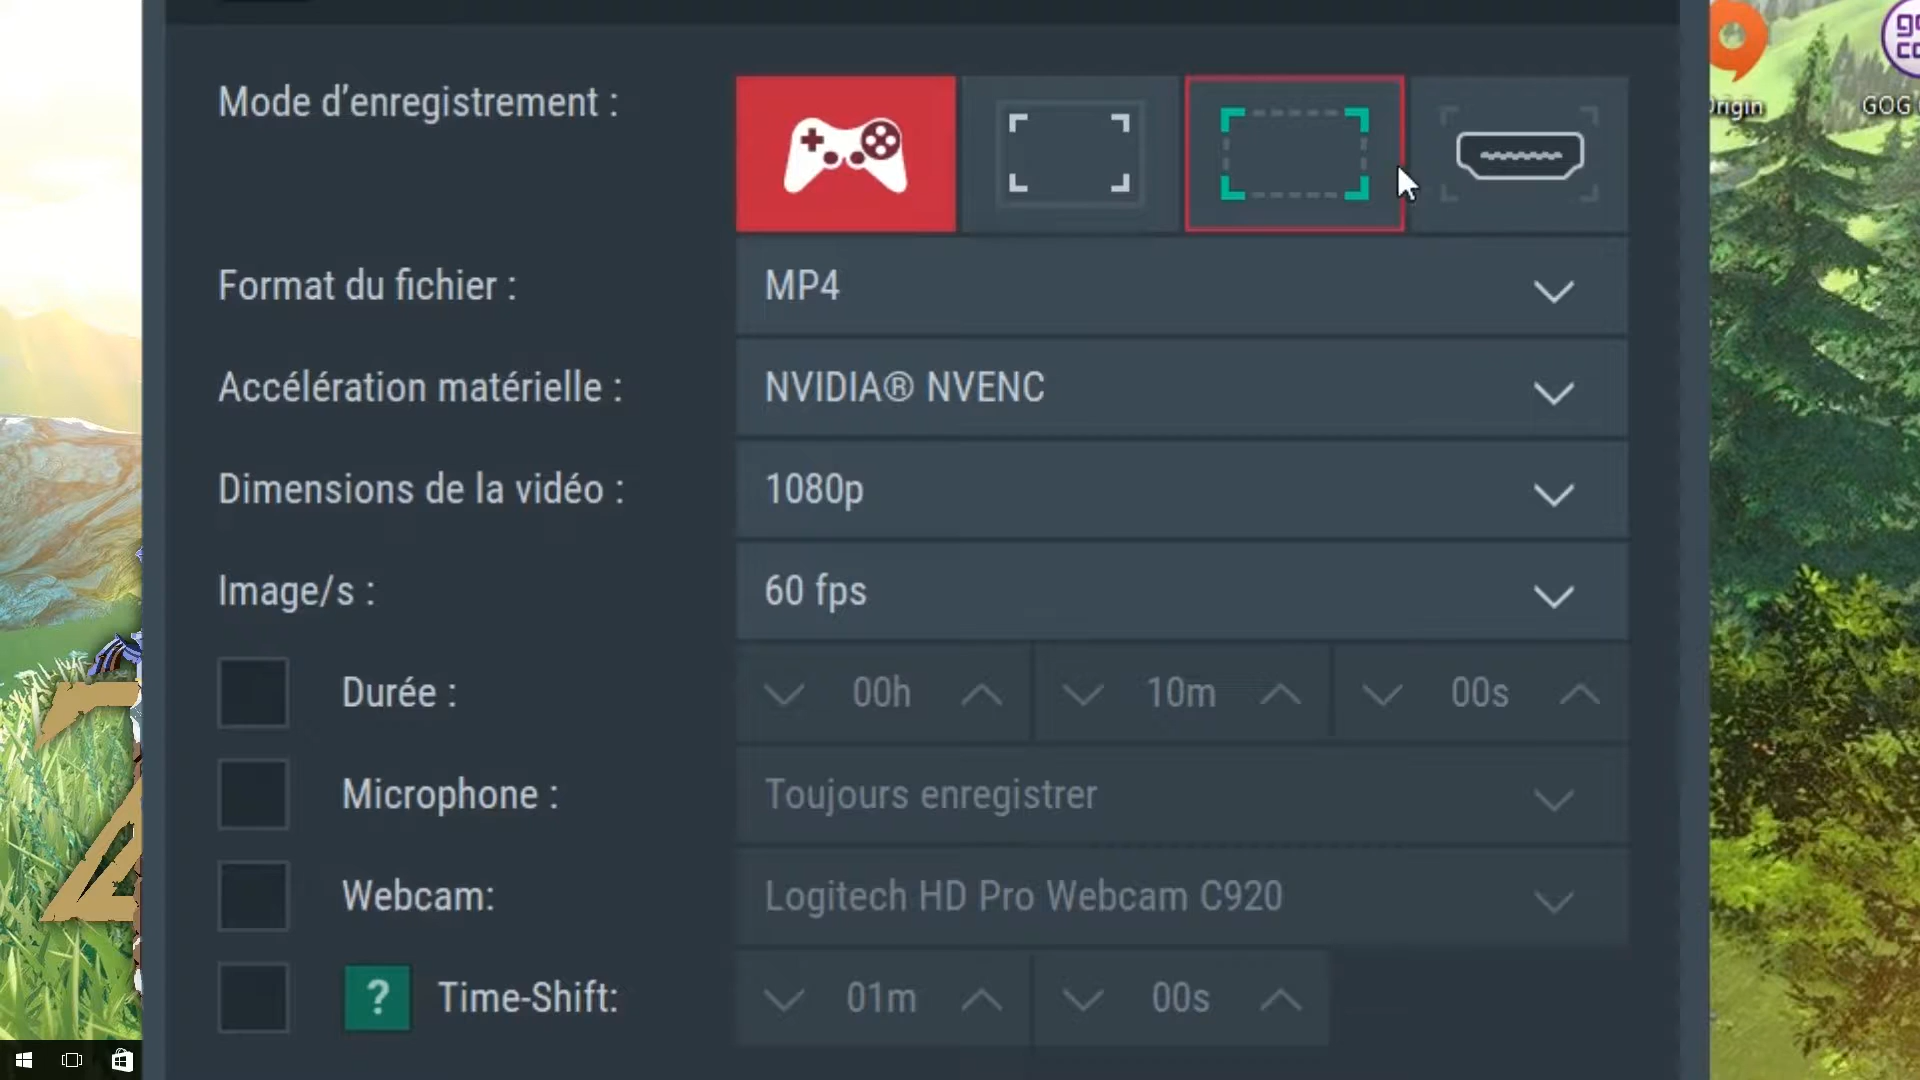 Mode d’enregistrement :
Format du fichier : MP4
Accélération matérielle : NVIDIA® NVENC
Dimensions de la vidéo : 1080p
Image/s : 60 fps
Durée : 00h 10m 00s
Microphone : Toujours enregistrer
Webcam: Logitech HD Pro Webcam C920
? Time-Shift: 01m 00s
GOG